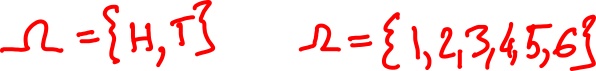 Ω = {H, T} Ω = {1, 2, 3, 4, 5, 6}